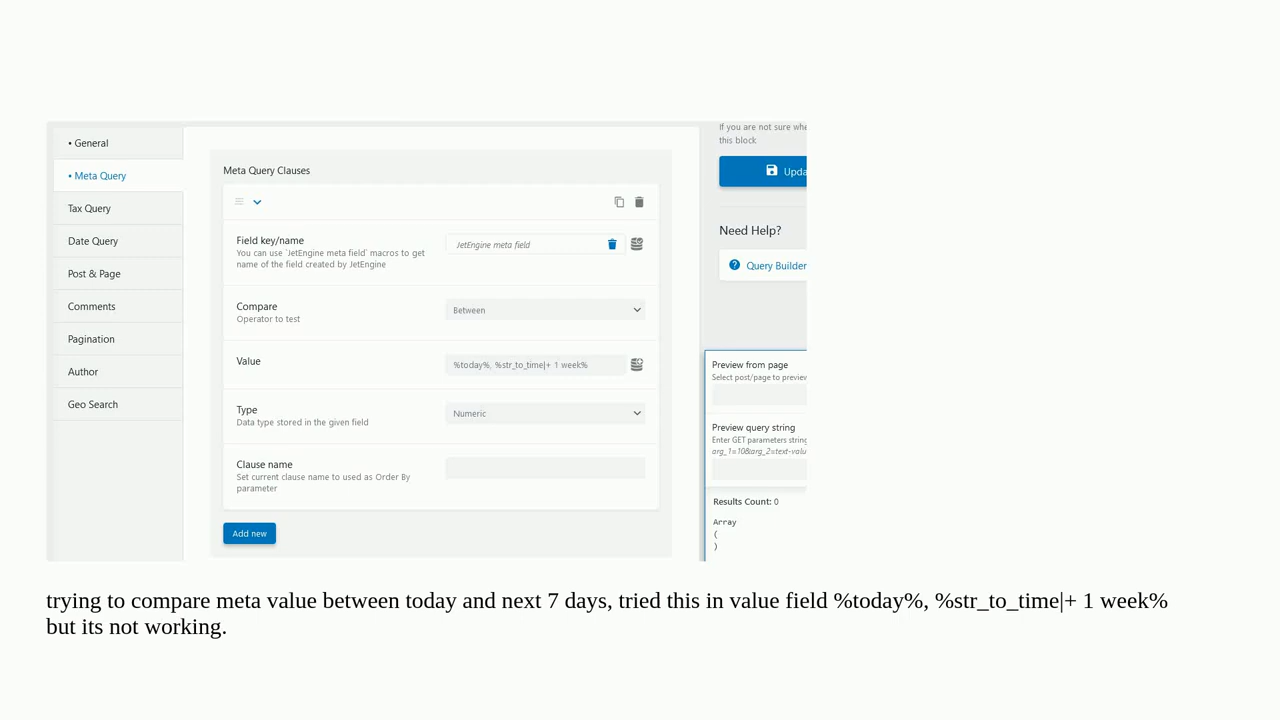 If you are not sure whe
this block
• General
• Meta Query
Tax Query
Date Query
Post & Page
Comments
Pagination
Author
Geo Search
Meta Query Clauses
Field key/name
You can use `JetEngine meta field` macros to get
name of the field created by JetEngine
JetEngine meta field
Compare
Operator to test
Between
Value
%today%, %str_to_time|+ 1 week%
Type
Data type stored in the given field
Numeric
Clause name
Set current clause name to used as Order By
parameter
Add new
Upda
Need Help?
Query Builder
Preview from page
Select post/page to preview
Preview query string
Enter GET parameters string
arg_1=10&arg_2=text-valu
Results Count: 0
Array
(
)
trying to compare meta value between today and next 7 days, tried this in value field %today%, %str_to_time|+ 1 week%
but its not working.